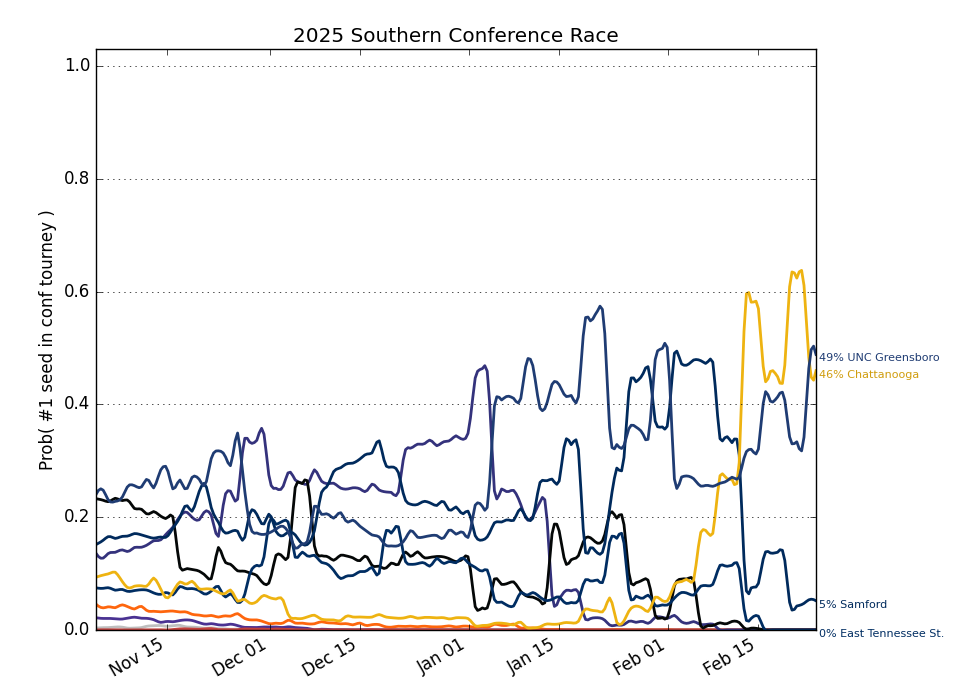 2025 Southern Conference Race
Prob( #1 seed in conf tourney )
1.0
0.8
0.6
0.4
0.2
0.0
49% UNC Greensboro
46% Chattanooga
5% Samford
0% East Tennessee St.
Nov 15
Dec 01
Dec 15
Jan 01
Jan 15
Feb 01
Feb 15